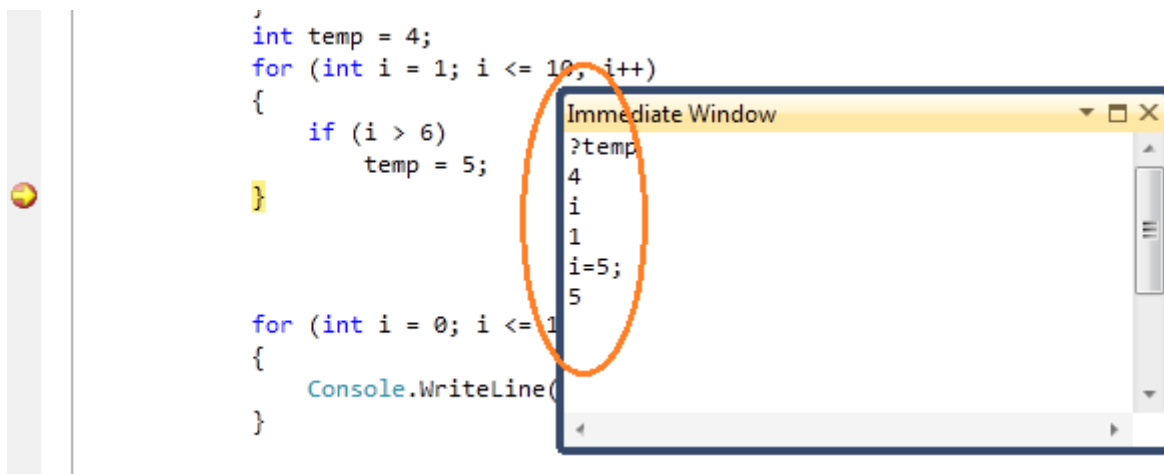 }
int temp = 4;
for (int i = 1; i <= 10; i++)
{
if (i > 6)
temp = 5;
}
for (int i = 0; i <= 1
{
Console.WriteLine(
}
Immediate Window
?temp
4
i
1
i=5;
5